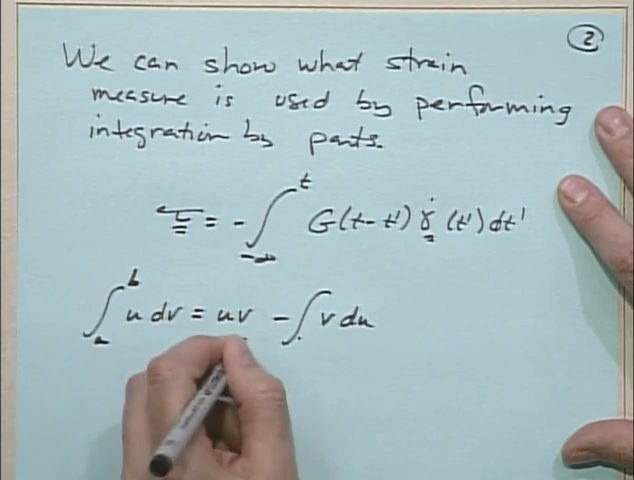 2
We can show what strain
measure is used by performing
integration by parts.
τ = - ∫_{-∞}^{t} G(t-t') γ̇ (t') dt'
∫_{a}^{b} u dv = uv - ∫ v du